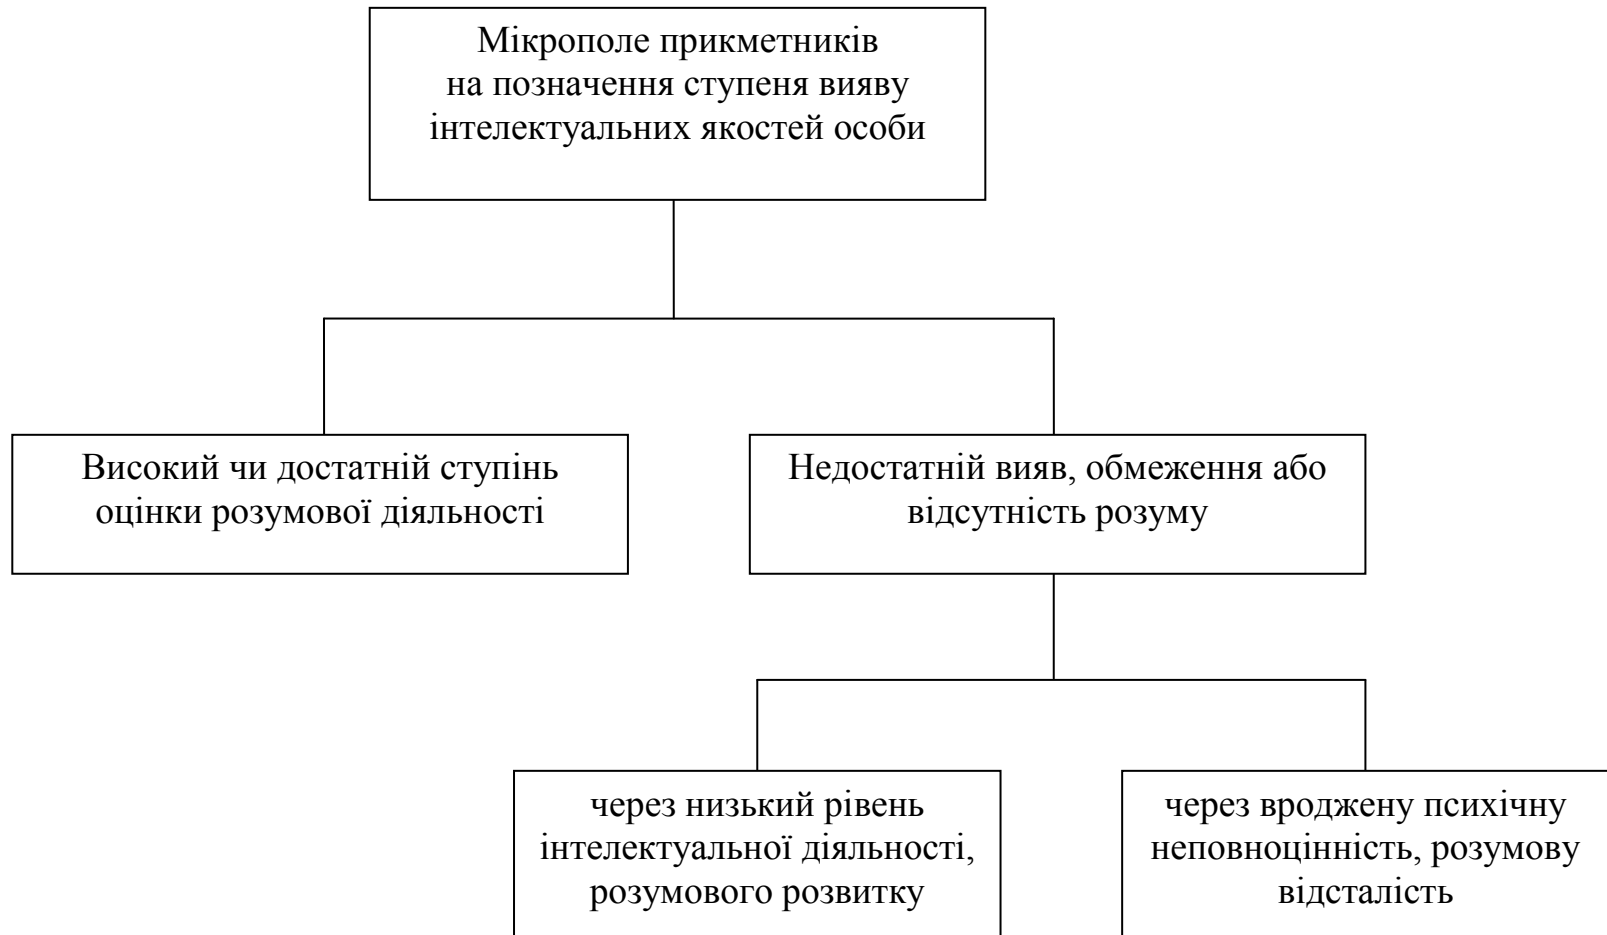 Мікрополе прикметників
на позначення ступеня вияву
інтелектуальних якостей особи
Високий чи достатній ступінь
оцінки розумової діяльності
Недостатній вияв, обмеження або
відсутність розуму
через низький рівень
інтелектуальної діяльності,
розумового розвитку
через вроджену психічну
неповноцінність, розумову
відсталість